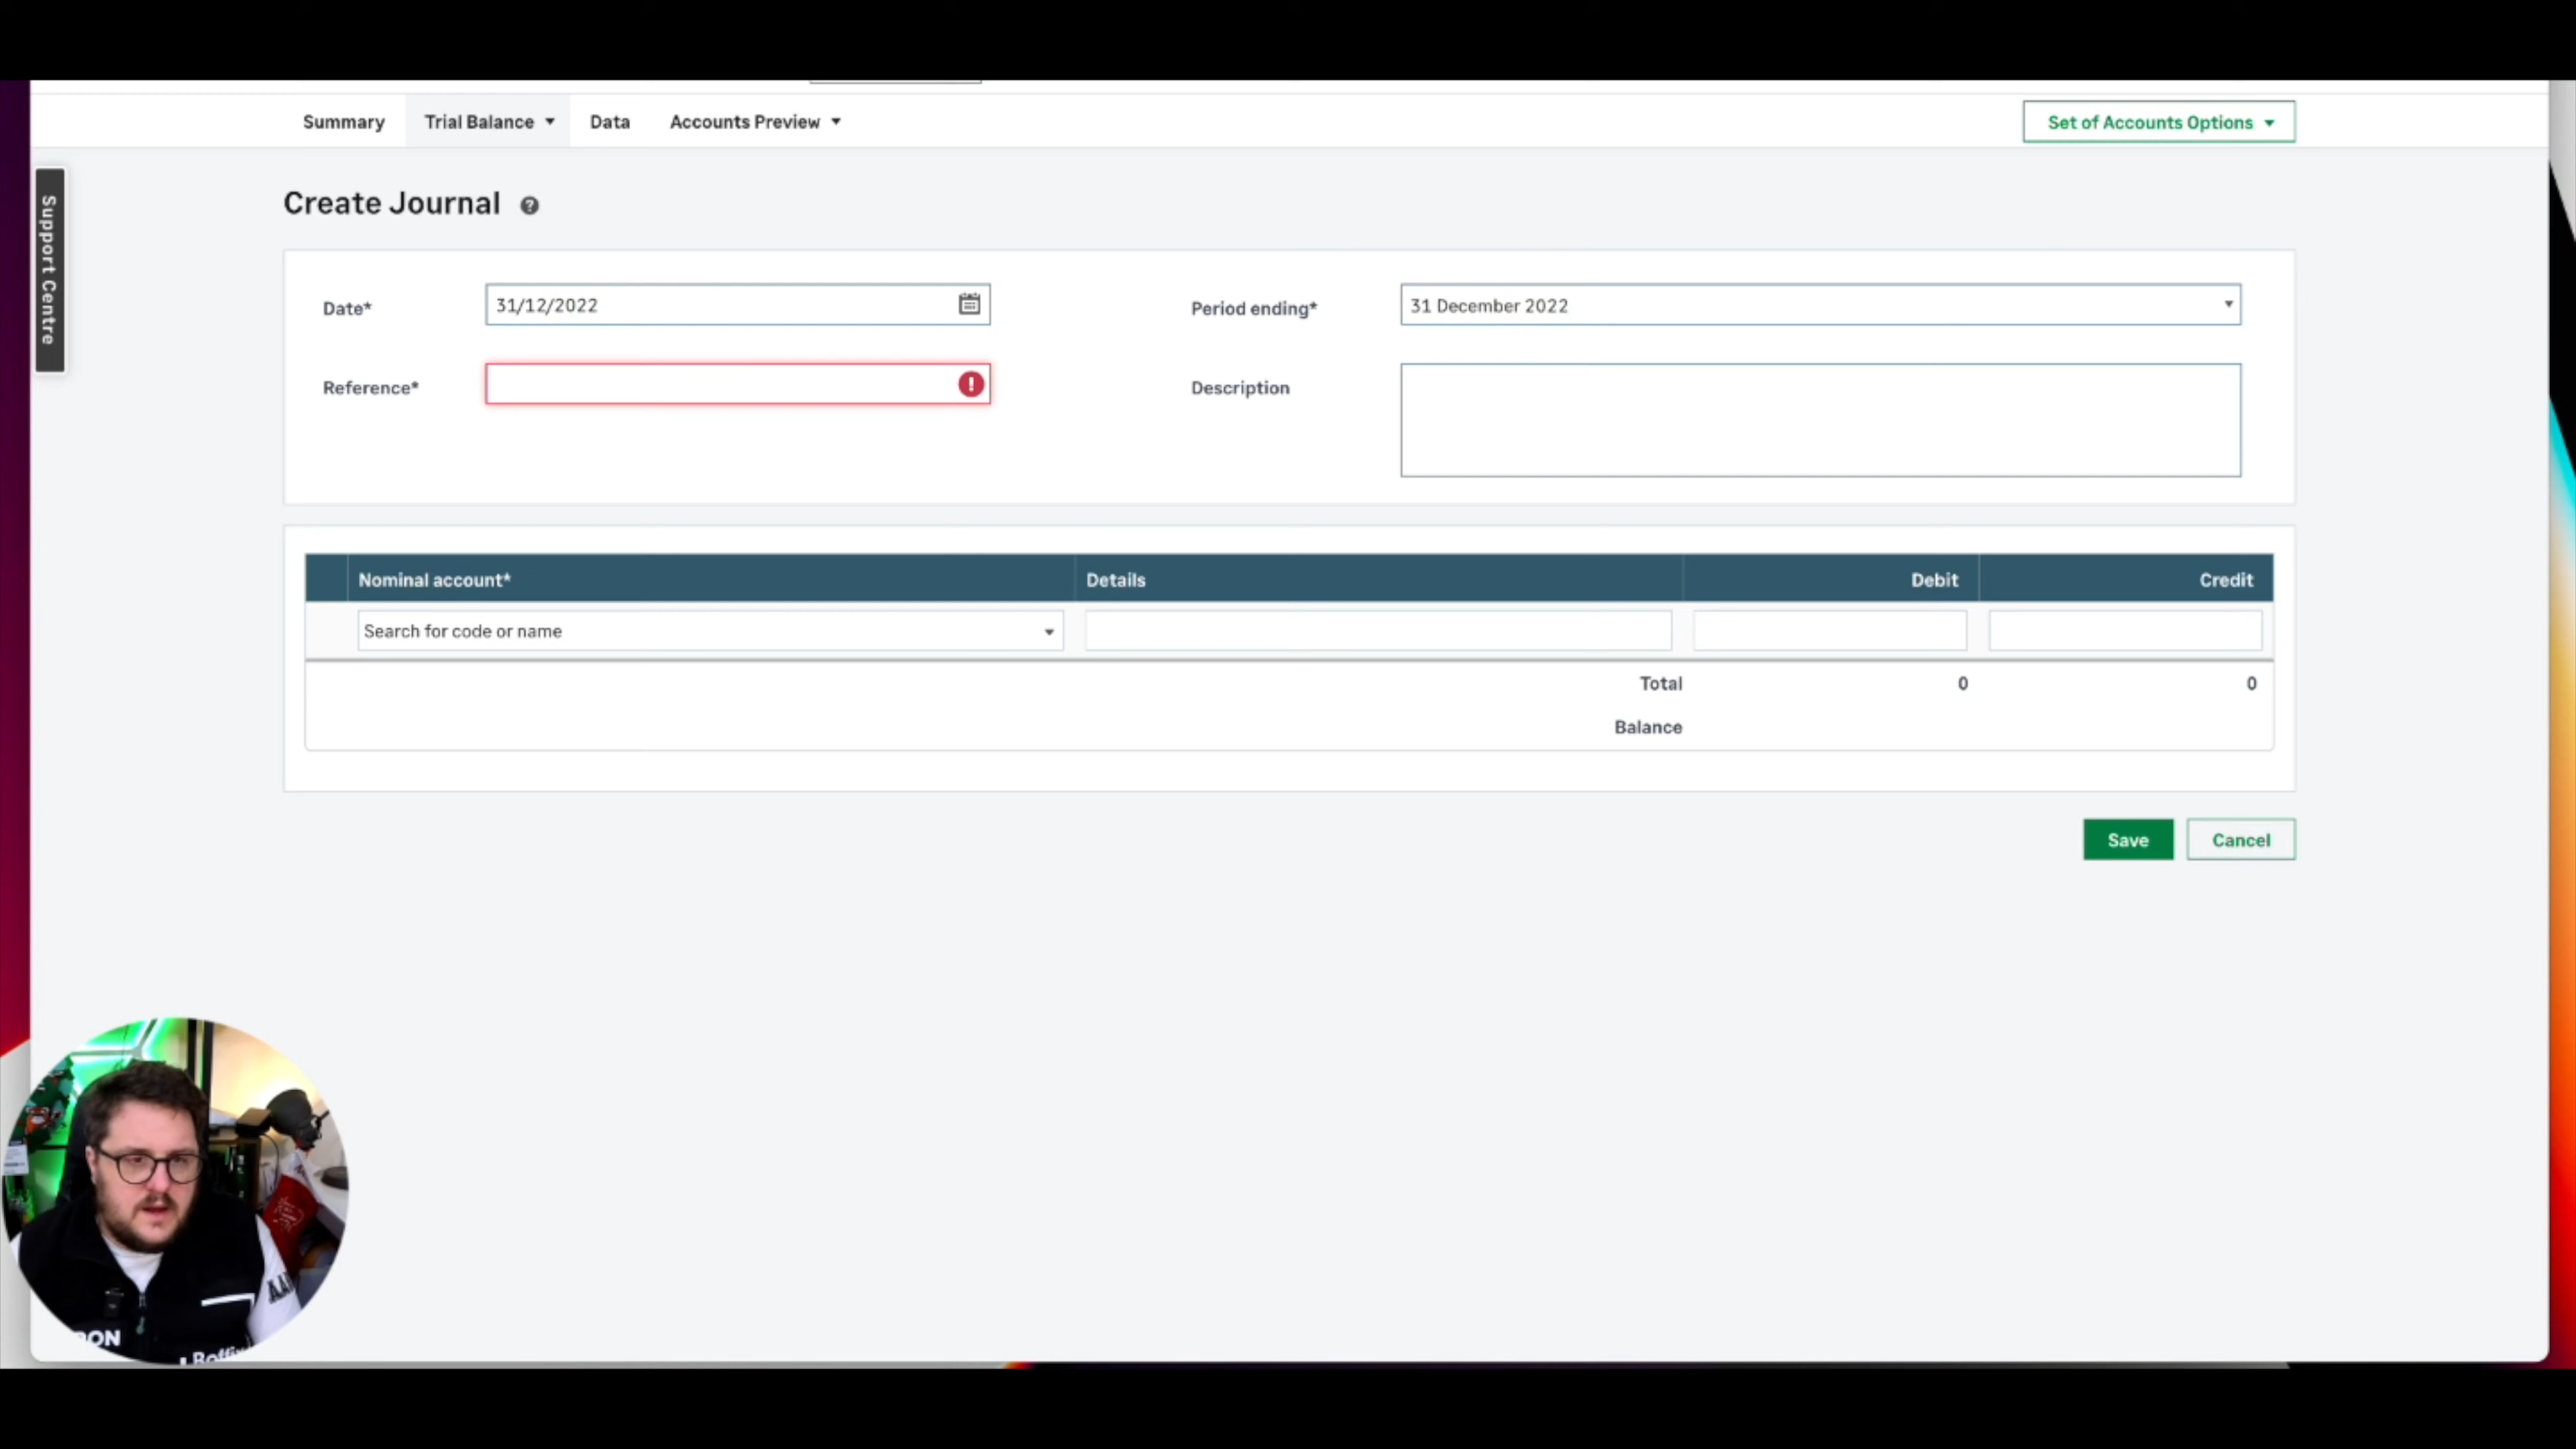 Summary Trial Balance Data Accounts Preview Set of Accounts Options
Support Centre
Create Journal ?
Date* 31/12/2022 Period ending* 31 December 2022
Reference* ! Description
Nominal account* Details Debit Credit
Search for code or name
Total 0 0
Balance
Save Cancel